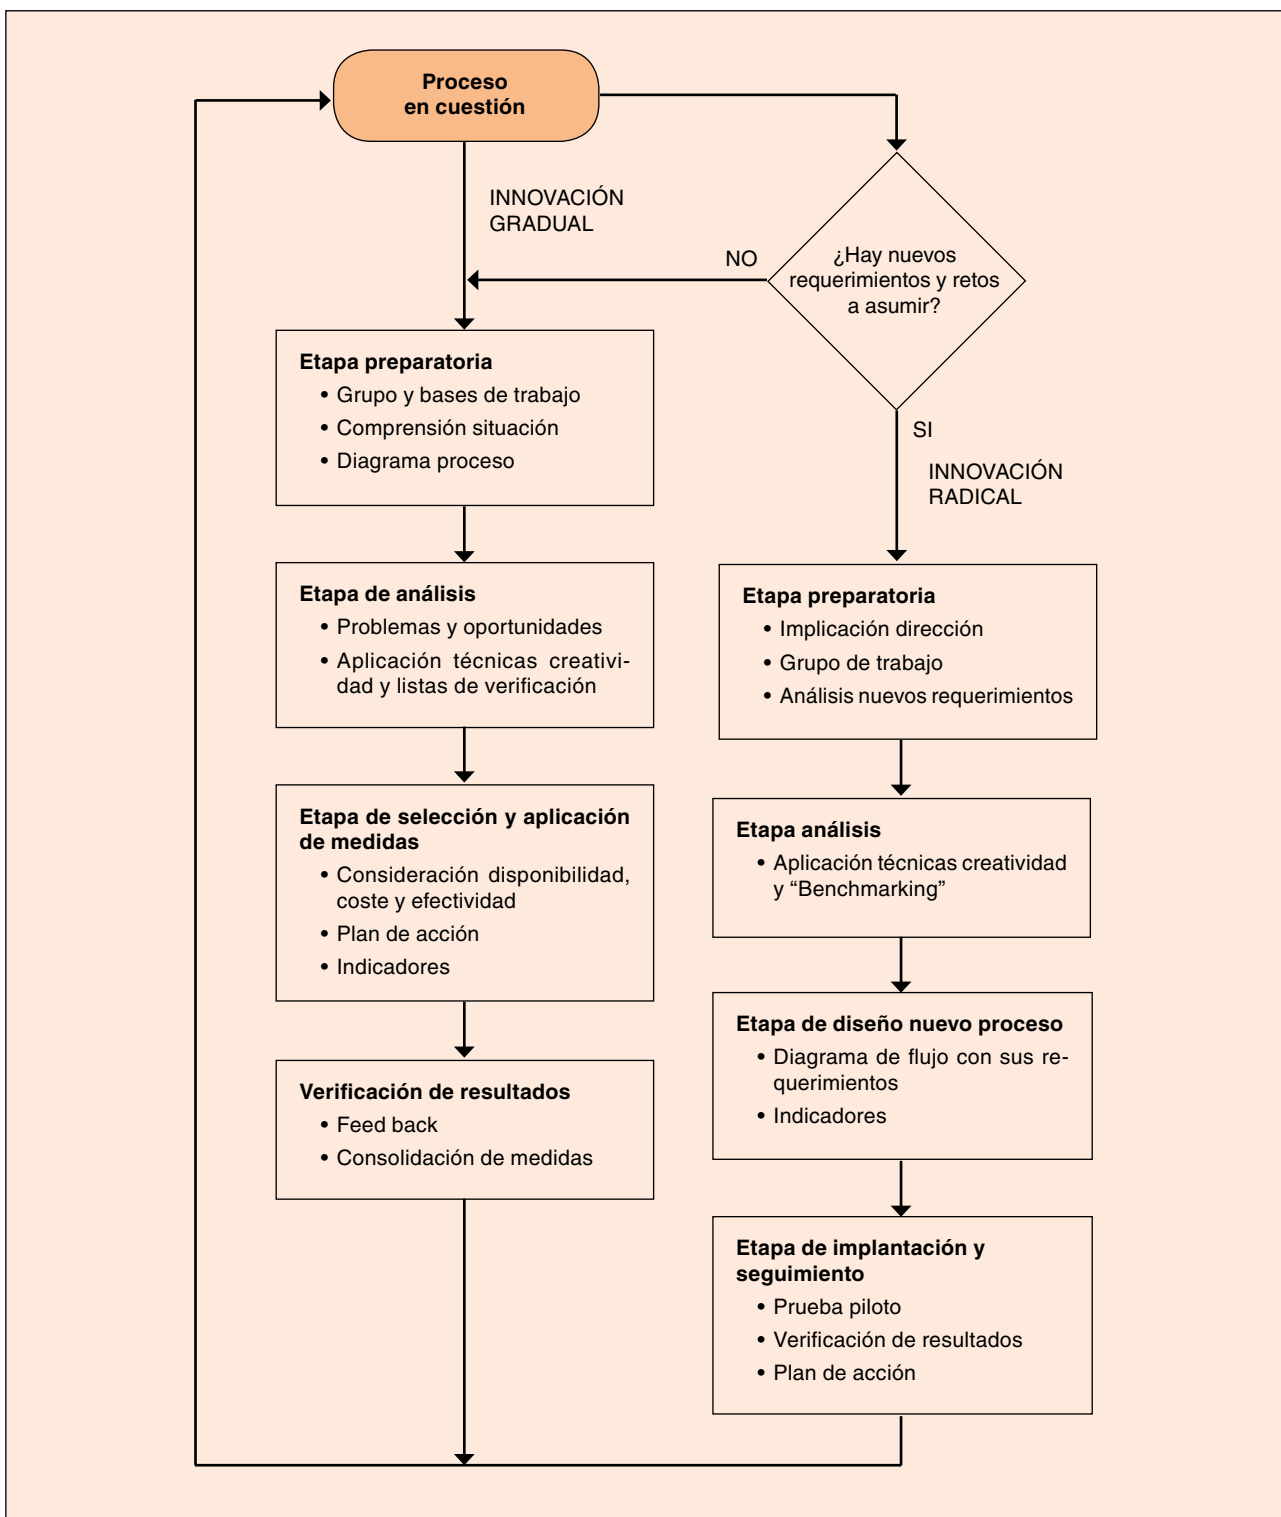 Proceso
en cuestión
INNOVACIÓN
GRADUAL
NO
¿Hay nuevos
requerimientos y retos
a asumir?
SI
INNOVACIÓN
RADICAL
Etapa preparatoria
• Grupo y bases de trabajo
• Comprensión situación
• Diagrama proceso
Etapa de análisis
• Problemas y oportunidades
• Aplicación técnicas creativi-
dad y listas de verificación
Etapa de selección y aplicación
de medidas
• Consideración disponibilidad,
coste y efectividad
• Plan de acción
• Indicadores
Verificación de resultados
• Feed back
• Consolidación de medidas
Etapa preparatoria
• Implicación dirección
• Grupo de trabajo
• Análisis nuevos requerimientos
Etapa análisis
• Aplicación técnicas creatividad
y “Benchmarking”
Etapa de diseño nuevo proceso
• Diagrama de flujo con sus re-
querimientos
• Indicadores
Etapa de implantación y
seguimiento
• Prueba piloto
• Verificación de resultados
• Plan de acción